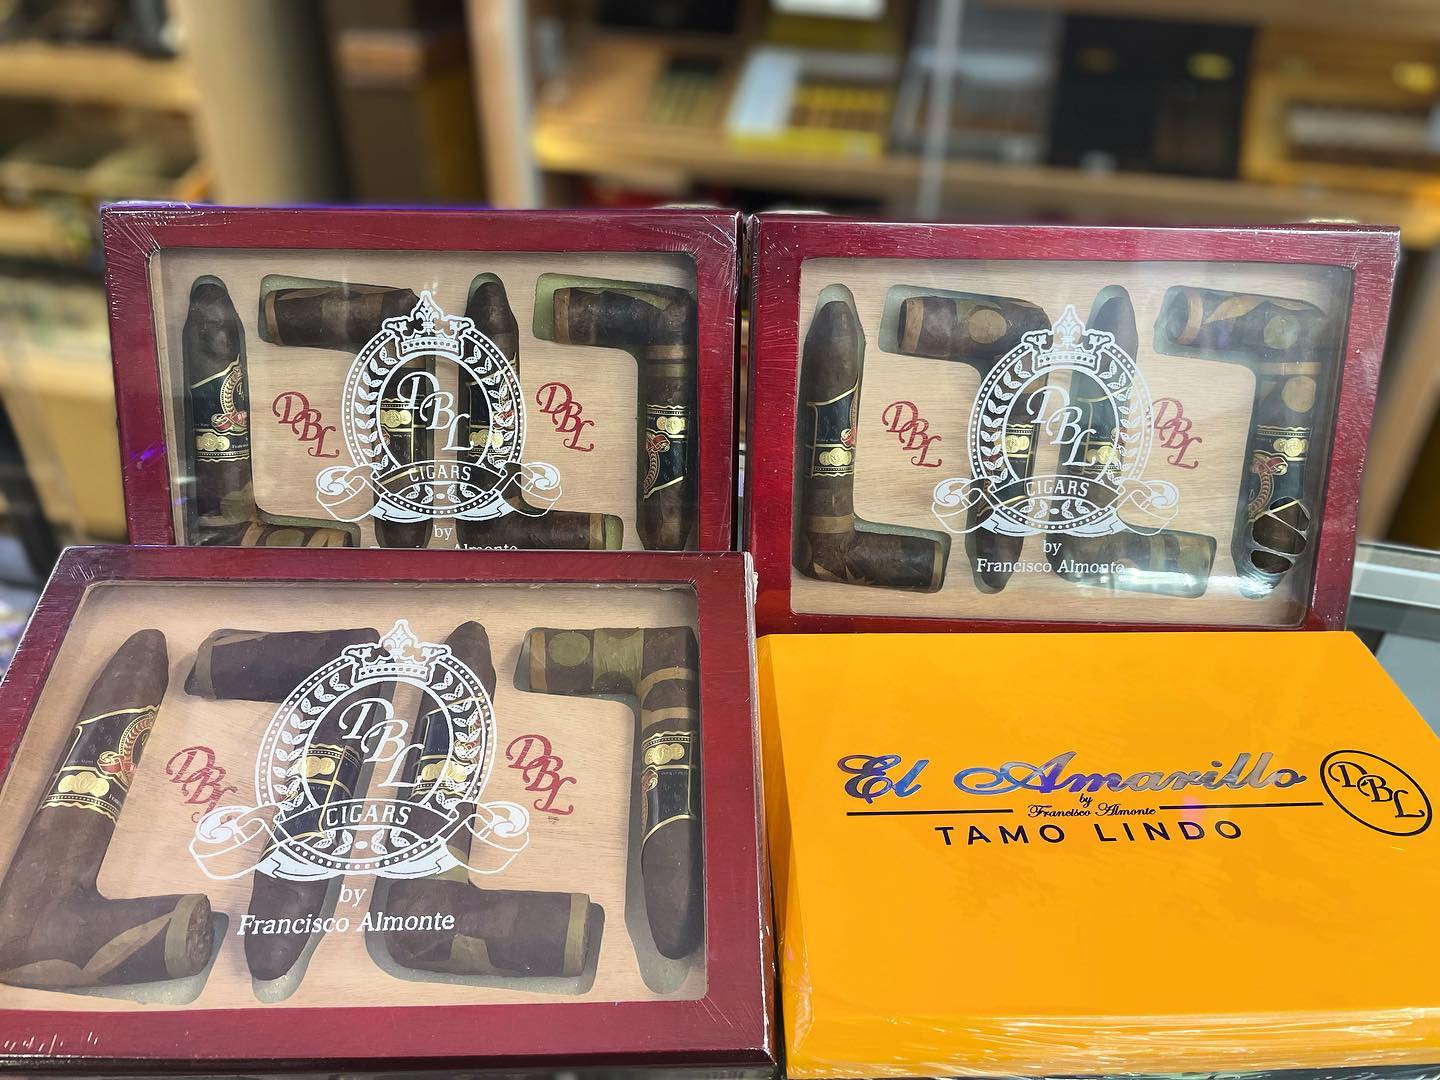 DBL
DBL
DBL
CIGARS
by
Francisco Almonte
DBL
DBL
DBL
CIGARS
by
Francisco Almonte
DBL
DBL
DBL
CIGARS
by
Francisco Almonte
El Amarillo
by
Francisco Almonte
TAMO LINDO
DBL